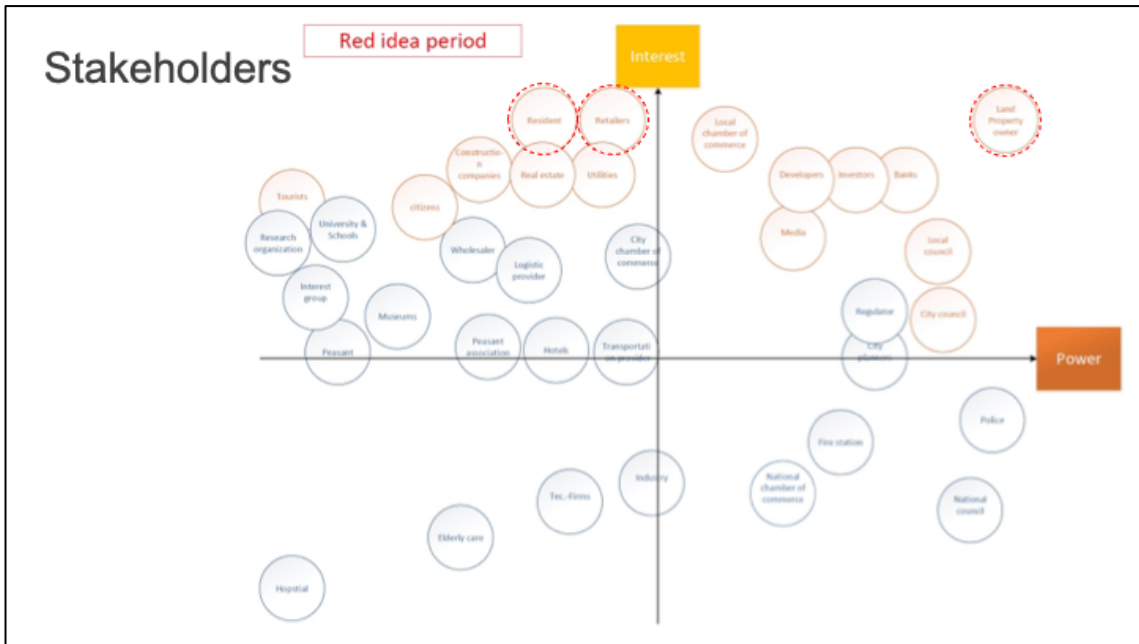 Red idea period
Stakeholders
Interest
Resident
Retailers
Local
chamber of
commerce
Land
Property
owner
Constructio-
n
companies
Real estate
Utilities
Developers
Investors
Banks
Tourists
citizens
University &
Schools
Research
organization
Wholesaler
Logistic
provider
City
chamber of
commerce
Media
Local
council
Interest
group
Museums
Regulator
City council
Peasant
Peasant
association
Hotels
Transportati
on provider
City
planners
Power
Police
Fire station
Industry
National
chamber of
commerce
National
council
Tec.-Firms
Elderly care
Hopstial